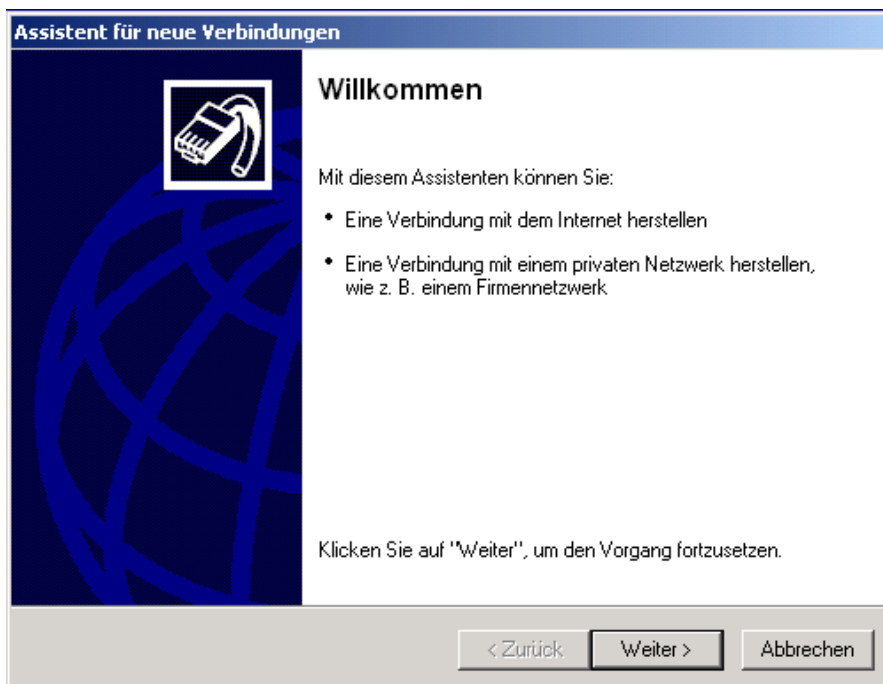 Assistent für neue Verbindungen
Willkommen
Mit diesem Assistenten können Sie:
• Eine Verbindung mit dem Internet herstellen
• Eine Verbindung mit einem privaten Netzwerk herstellen,
wie z. B. einem Firmennetzwerk
Klicken Sie auf "Weiter", um den Vorgang fortzusetzen.
< Zurück Weiter > Abbrechen